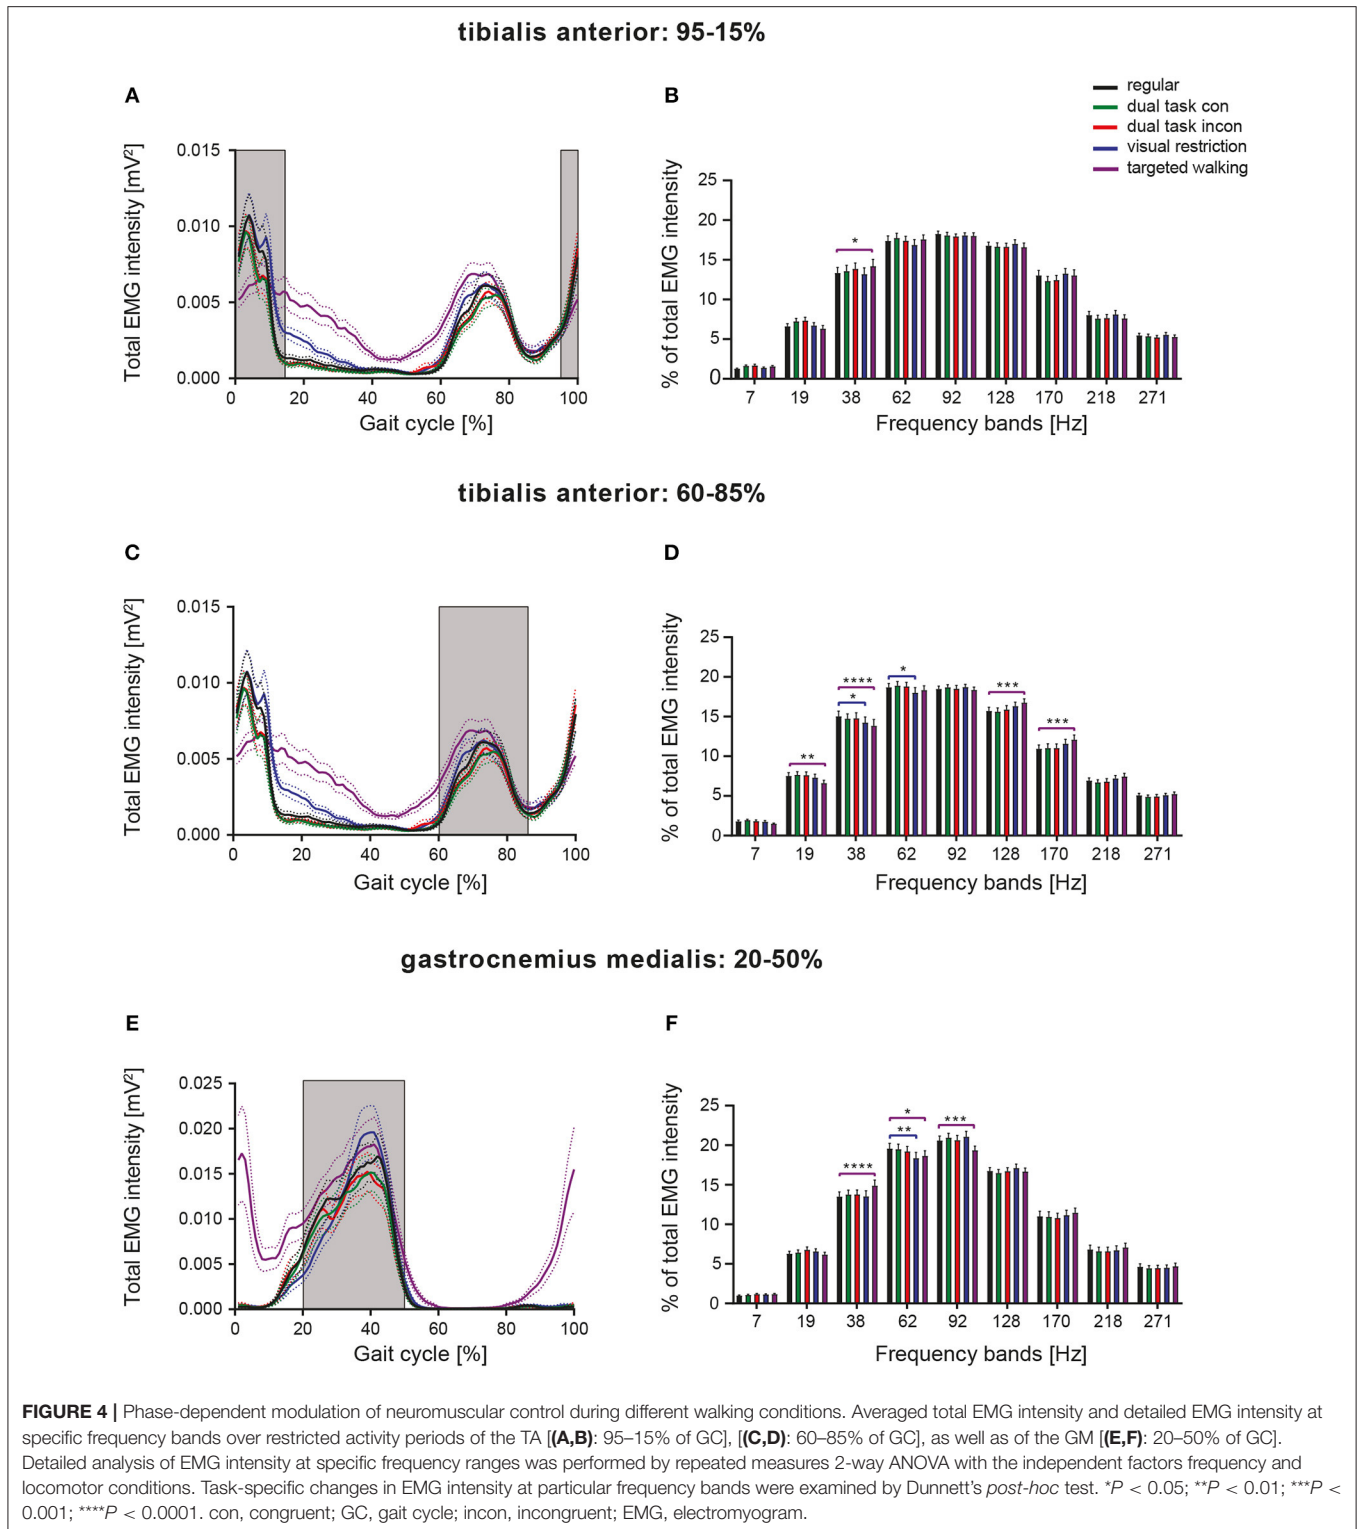 tibialis anterior: 95-15%
A
B
regular
dual task con
dual task incon
visual restriction
targeted walking
Total EMG intensity [mV²]
0.015
0.010
0.005
0.000
0 20 40 60 80 100
Gait cycle [%]
% of total EMG intensity
25
20
15
10
5
0
*
7 19 38 62 92 128 170 218 271
Frequency bands [Hz]
tibialis anterior: 60-85%
C
D
Total EMG intensity [mV²]
0.015
0.010
0.005
0.000
0 20 40 60 80 100
Gait cycle [%]
% of total EMG intensity
25
20
15
10
5
0
**
****
*
*
***
***
7 19 38 62 92 128 170 218 271
Frequency bands [Hz]
gastrocnemius medialis: 20-50%
E
F
Total EMG intensity [mV²]
0.025
0.020
0.015
0.010
0.005
0.000
0 20 40 60 80 100
Gait cycle [%]
% of total EMG intensity
25
20
15
10
5
0
****
*
**
***
7 19 38 62 92 128 170 218 271
Frequency bands [Hz]
FIGURE 4 | Phase-dependent modulation of neuromuscular control during different walking conditions. Averaged total EMG intensity and detailed EMG intensity at
specific frequency bands over restricted activity periods of the TA [(A,B): 95–15% of GC], [(C,D): 60–85% of GC], as well as of the GM [(E,F): 20–50% of GC].
Detailed analysis of EMG intensity at specific frequency ranges was performed by repeated measures 2-way ANOVA with the independent factors frequency and
locomotor conditions. Task-specific changes in EMG intensity at particular frequency bands were examined by Dunnett's post-hoc test. *P < 0.05; **P < 0.01; ***P <
0.001; ****P < 0.0001. con, congruent; GC, gait cycle; incon, incongruent; EMG, electromyogram.